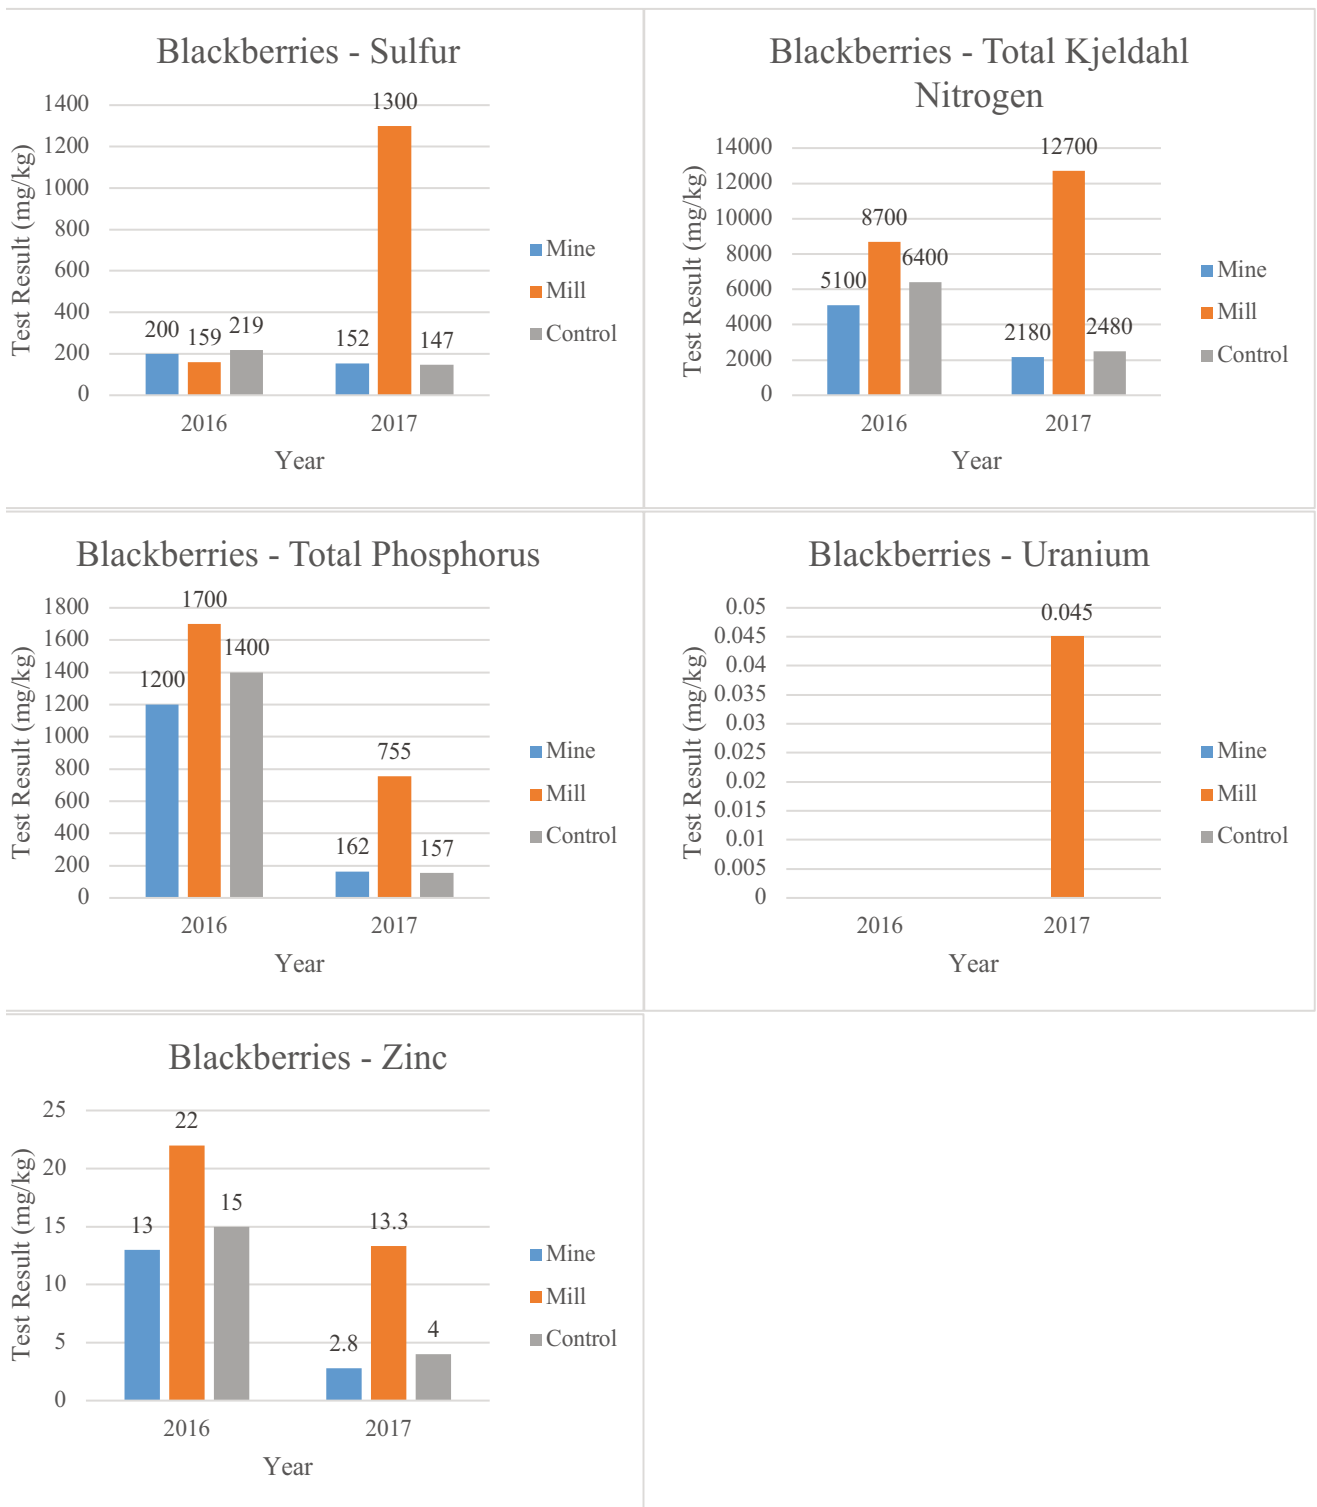 Blackberries - Sulfur
1400
1200
1000
800
600
400
200
0
Test Result (mg/kg)
200
159
219
152
1300
147
2016
2017
Year
Mine
Mill
Control
Blackberries - Total Kjeldahl
Nitrogen
14000
12000
10000
8000
6000
4000
2000
0
Test Result (mg/kg)
5100
8700
6400
2180
12700
2480
2016
2017
Year
Mine
Mill
Control
Blackberries - Total Phosphorus
1800
1600
1400
1200
1000
800
600
400
200
0
Test Result (mg/kg)
1200
1700
1400
162
755
157
2016
2017
Year
Mine
Mill
Control
Blackberries - Uranium
0.05
0.045
0.04
0.035
0.03
0.025
0.02
0.015
0.01
0.005
0
Test Result (mg/kg)
0.045
2016
2017
Year
Mine
Mill
Control
Blackberries - Zinc
25
20
15
10
5
0
Test Result (mg/kg)
13
22
15
2.8
13.3
4
2016
2017
Year
Mine
Mill
Control